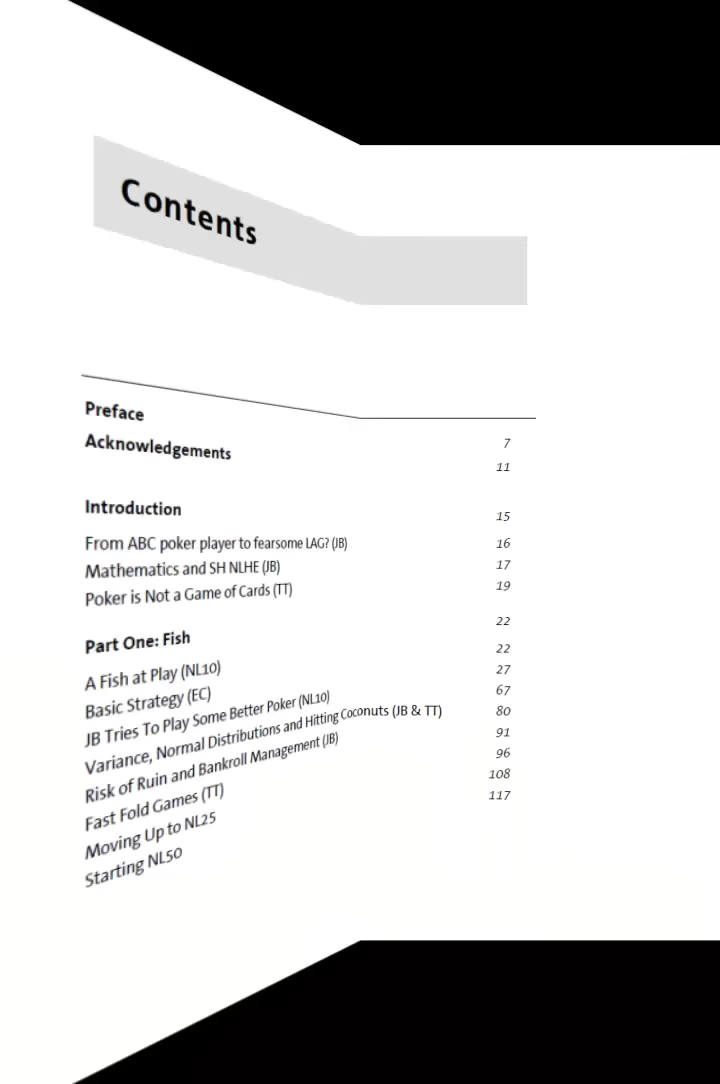 Contents
Preface 7
Acknowledgements 11
Introduction 15
From ABC poker player to fearsome LAG? (JB) 16
Mathematics and SH NLHE (JB) 17
Poker is Not a Game of Cards (TT) 19
Part One: Fish 22
A Fish at Play (NL10) 22
Basic Strategy (EC) 27
JB Tries To Play Some Better Poker (NL10) 67
Variance, Normal Distributions and Hitting Coconuts (JB & TT) 80
Risk of Ruin and Bankroll Management (JB) 91
Fast Fold Games (TT) 96
Moving Up to NL25 108
Starting NL50 117